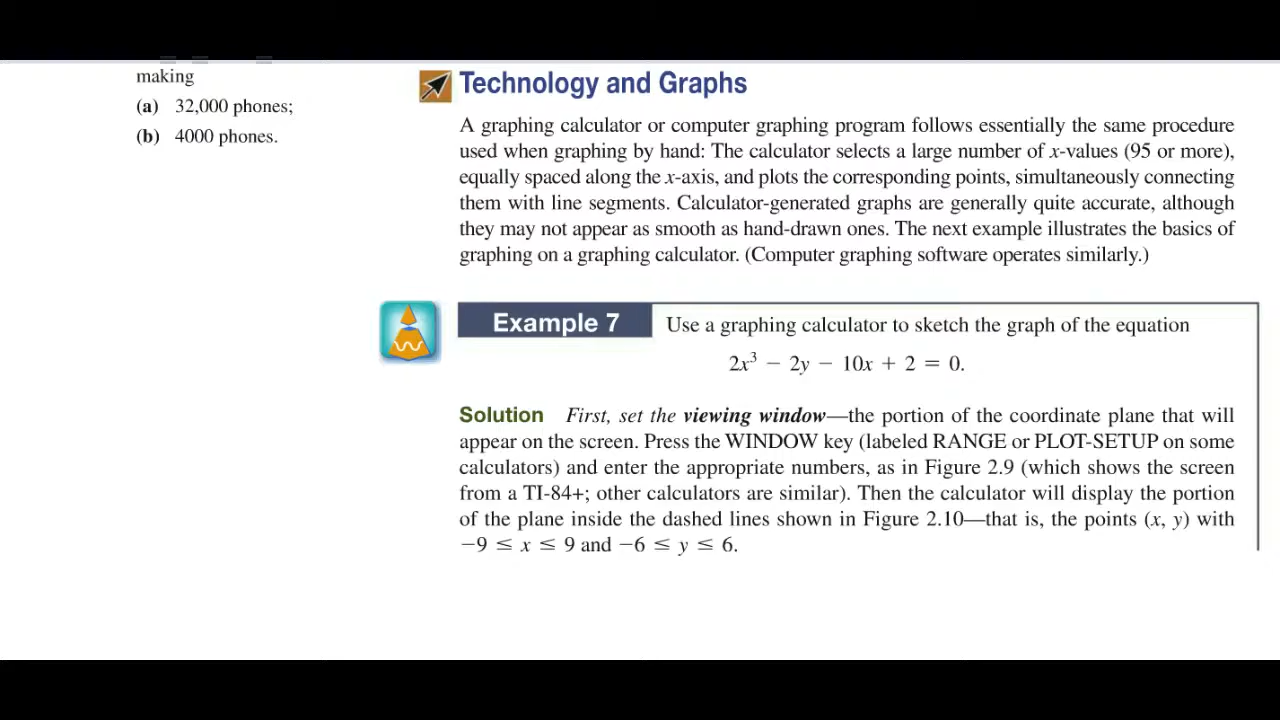 making
(a) 32,000 phones;
(b) 4000 phones.
Technology and Graphs
A graphing calculator or computer graphing program follows essentially the same procedure
used when graphing by hand: The calculator selects a large number of x-values (95 or more),
equally spaced along the x-axis, and plots the corresponding points, simultaneously connecting
them with line segments. Calculator-generated graphs are generally quite accurate, although
they may not appear as smooth as hand-drawn ones. The next example illustrates the basics of
graphing on a graphing calculator. (Computer graphing software operates similarly.)
Example 7 Use a graphing calculator to sketch the graph of the equation
2x³ − 2y − 10x + 2 = 0.
Solution First, set the viewing window—the portion of the coordinate plane that will
appear on the screen. Press the WINDOW key (labeled RANGE or PLOT-SETUP on some
calculators) and enter the appropriate numbers, as in Figure 2.9 (which shows the screen
from a TI-84+; other calculators are similar). Then the calculator will display the portion
of the plane inside the dashed lines shown in Figure 2.10—that is, the points (x, y) with
−9 ≤ x ≤ 9 and −6 ≤ y ≤ 6.